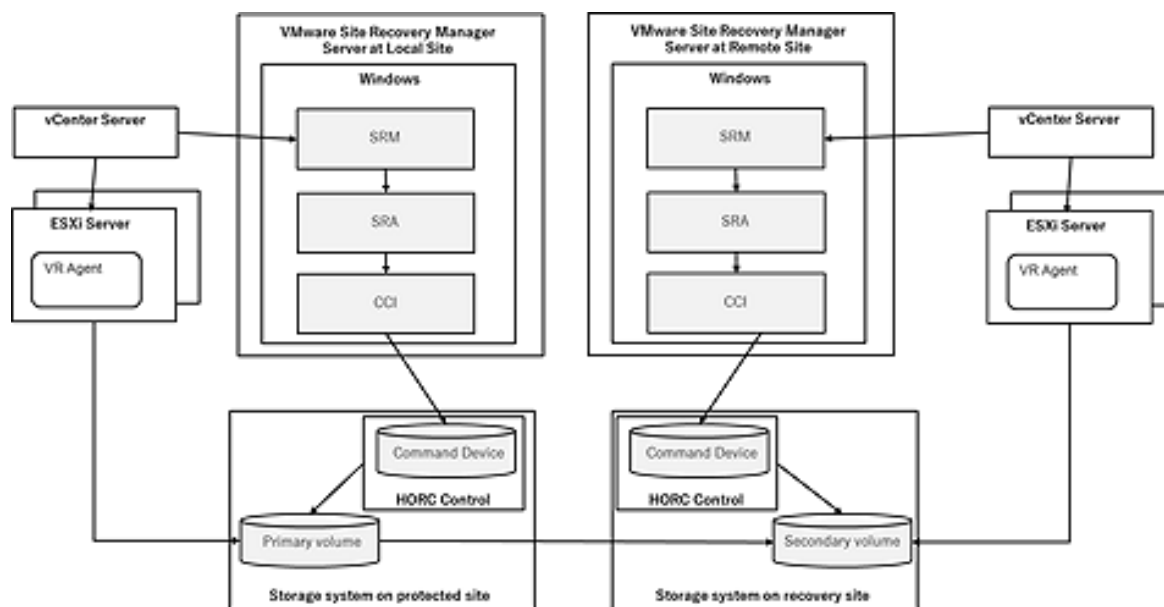 VMware Site Recovery Manager
Server at Local Site
VMware Site Recovery Manager
Server at Remote Site
Windows
Windows
vCenter Server
SRM
SRM
vCenter Server
ESXi Server
VR Agent
SRA
SRA
ESXi Server
VR Agent
CCI
CCI
Command Device
HORC Control
Command Device
HORC Control
Primary volume
Secondary volume
Storage system on protected site
Storage system on recovery site